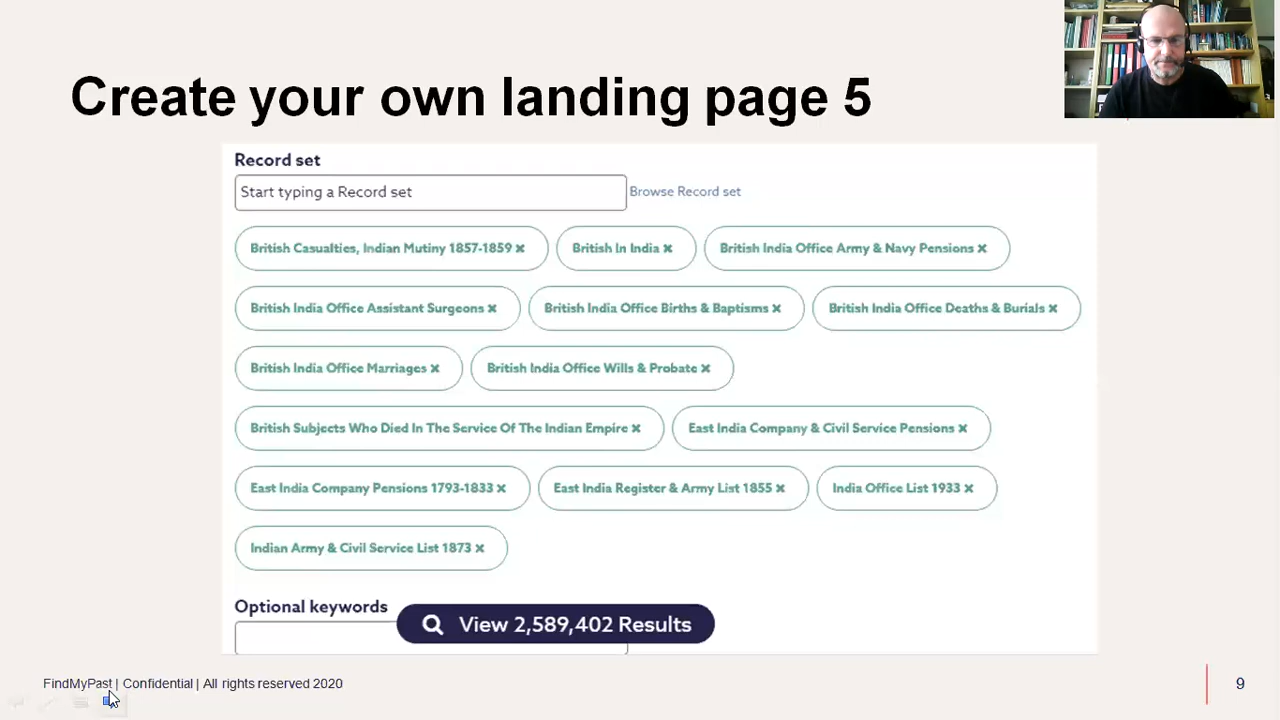 Create your own landing page 5
Record set
Start typing a Record set Browse Record set
British Casualties, Indian Mutiny 1857-1859 × British In India × British India Office Army & Navy Pensions ×
British India Office Assistant Surgeons × British India Office Births & Baptisms × British India Office Deaths & Burials ×
British India Office Marriages × British India Office Wills & Probate ×
British Subjects Who Died In The Service Of The Indian Empire × East India Company & Civil Service Pensions ×
East India Company Pensions 1793-1833 × East India Register & Army List 1855 × India Office List 1933 ×
Indian Army & Civil Service List 1873 ×
Optional keywords
View 2,589,402 Results
FindMyPast | Confidential | All rights reserved 2020 9